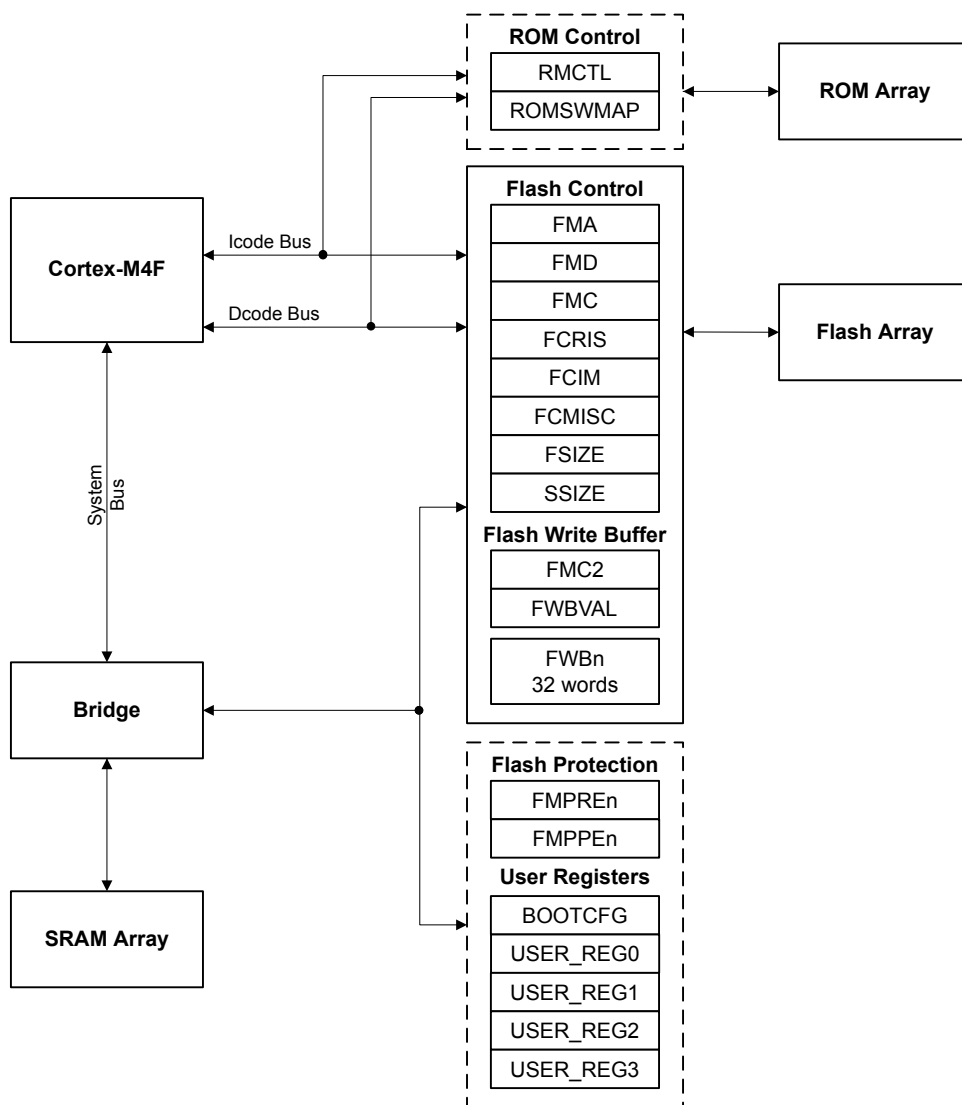 ROM Control
RMCTL
ROMSWMAP
ROM Array
Flash Control
FMA
FMD
FMC
FCRIS
FCIM
FCMISC
FSIZE
SSIZE
Flash Write Buffer
FMC2
FWBVAL
FWBn
32 words
Flash Array
Cortex-M4F
Icode Bus
Dcode Bus
System
Bus
Bridge
SRAM Array
Flash Protection
FMPREn
FMPPEn
User Registers
BOOTCFG
USER_REG0
USER_REG1
USER_REG2
USER_REG3